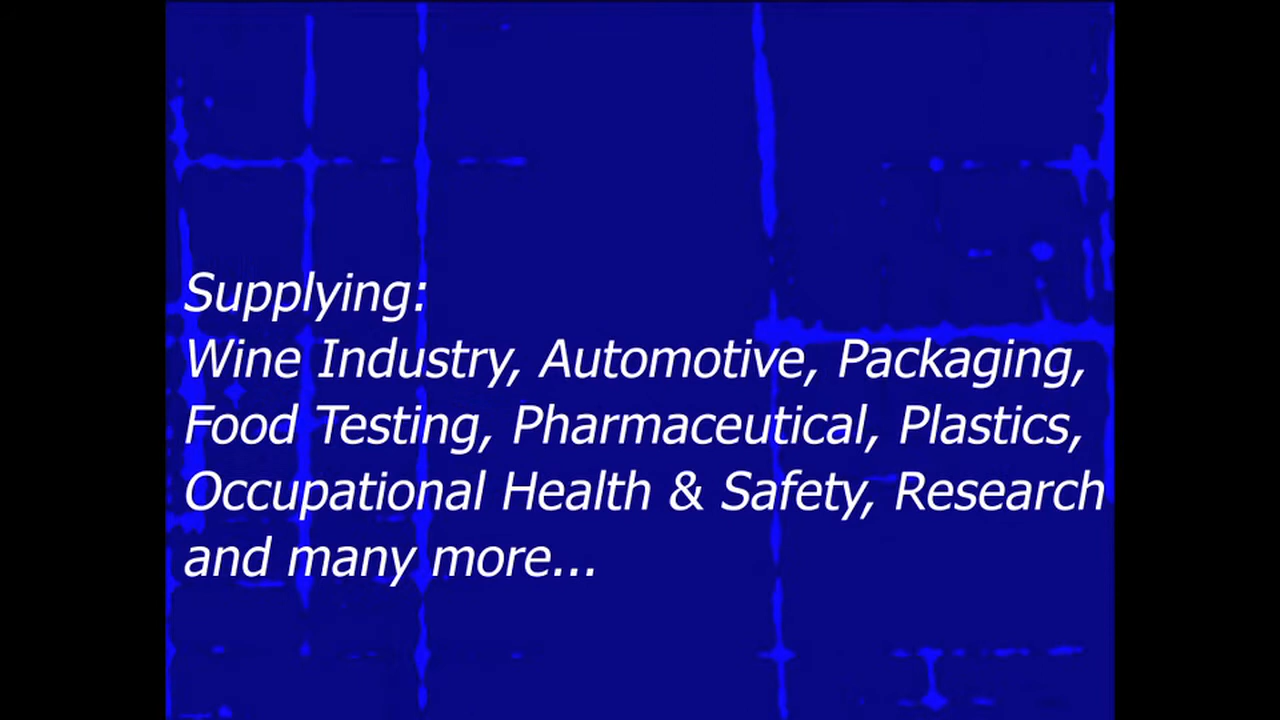 Supplying:
Wine Industry, Automotive, Packaging,
Food Testing, Pharmaceutical, Plastics,
Occupational Health & Safety, Research
and many more...